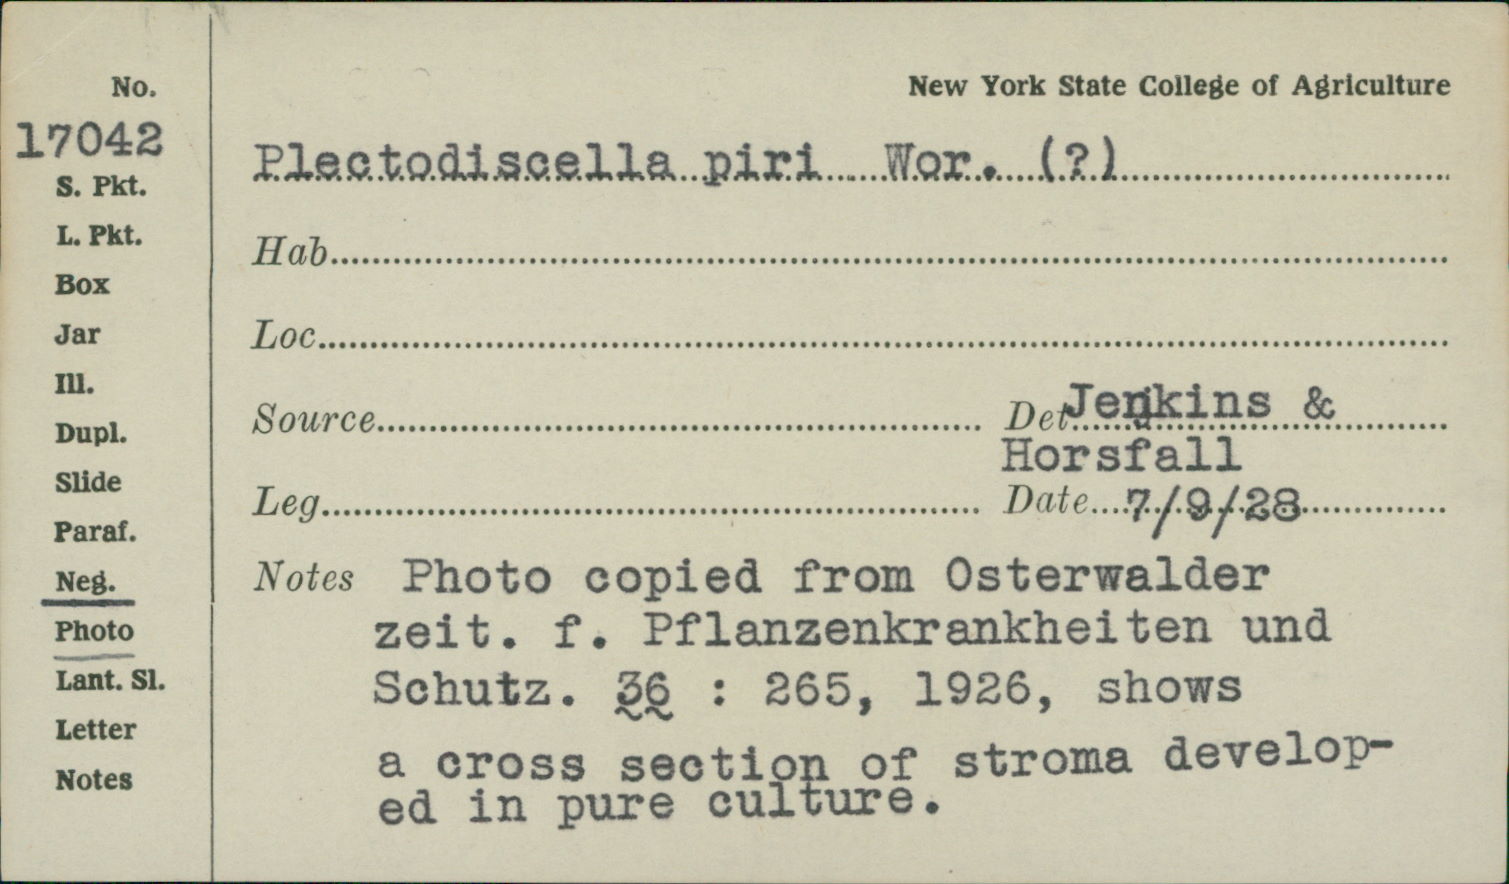 No.
17042
S. Pkt.
L. Pkt.
Box
Jar
Ill.
Dupl.
Slide
Paraf.
Neg.
Photo
Lant. Sl.
Letter
Notes
New York State College of Agriculture
Plectodiscella piri Wor. (?)
Hab
Loc
Source
Det Jenkins &
Horsfall
Leg
Date 7/9/28
Notes Photo copied from Osterwalder
zeit. f. Pflanzenkrankheiten und
Schutz. 36 : 265, 1926, shows
a cross section of stroma develop-
ed in pure culture.